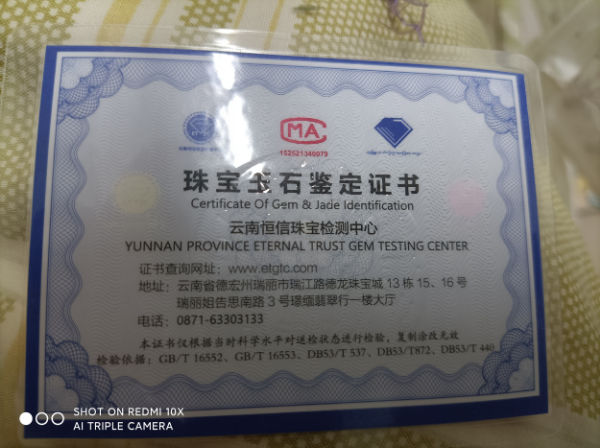 CMA
152521340079
珠宝玉石鉴定证书
Certificate Of Gem & Jade Identification
云南恒信珠宝检测中心
YUNNAN PROVINCE ETERNAL TRUST GEM TESTING CENTER
证书查询网址：www.etgtc.com
地址：云南省德宏州瑞丽市瑞江路德龙珠宝城 13 栋 15、16 号
瑞丽姐告思南路 3 号璟缅翡翠行一楼大厅
电话：0871-63303133
本证书仅根据当时科学水平对送检状态进行检验，复制涂改无效
检验依据：GB/T 16552、GB/T 16553、DB53/T 537、DB53/T872、DB53/T 440
SHOT ON REDMI 10X
AI TRIPLE CAMERA